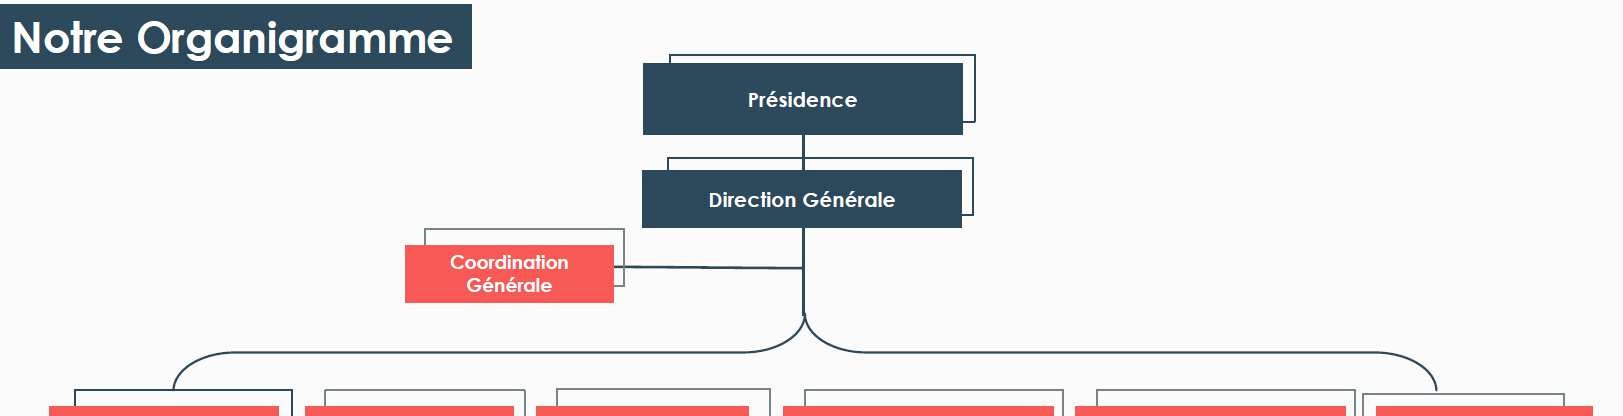 Notre Organigramme
Présidence
Direction Générale
Coordination
Générale